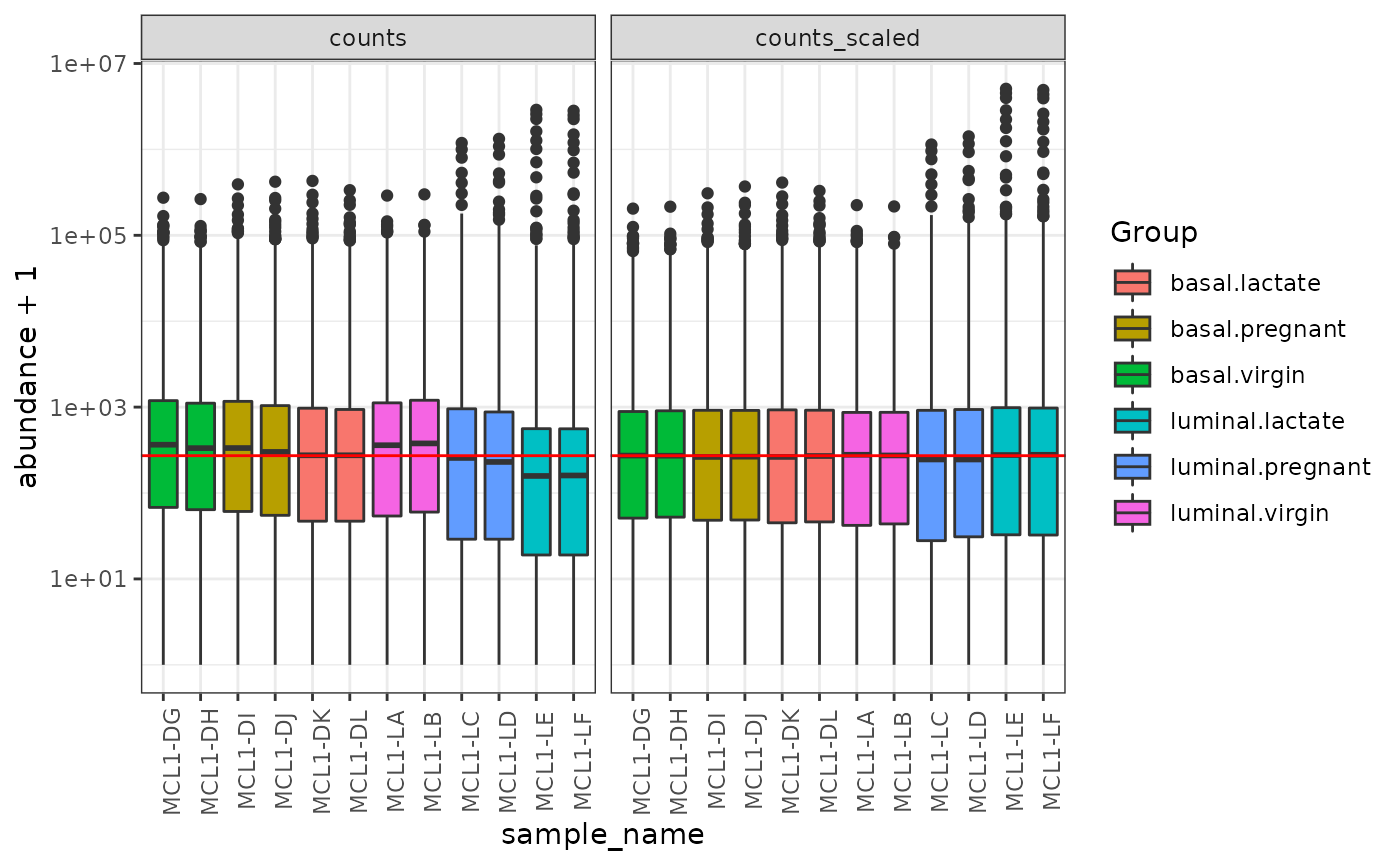 counts
counts_scaled
1e+07
1e+05
1e+03
1e+01
abundance + 1
MCL1-DG
MCL1-DH
MCL1-DI
MCL1-DJ
MCL1-DK
MCL1-DL
MCL1-LA
MCL1-LB
MCL1-LC
MCL1-LD
MCL1-LE
MCL1-LF
MCL1-DG
MCL1-DH
MCL1-DI
MCL1-DJ
MCL1-DK
MCL1-DL
MCL1-LA
MCL1-LB
MCL1-LC
MCL1-LD
MCL1-LE
MCL1-LF
sample_name
Group
basal.lactate
basal.pregnant
basal.virgin
luminal.lactate
luminal.pregnant
luminal.virgin